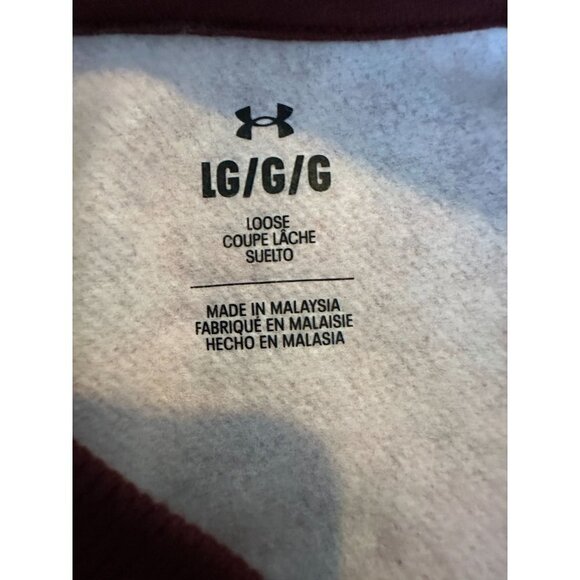 LG/G/G
LOOSE
COUPE LÂCHE
SUELTO
MADE IN MALAYSIA
FABRIQUÉ EN MALAISIE
HECHO EN MALASIA